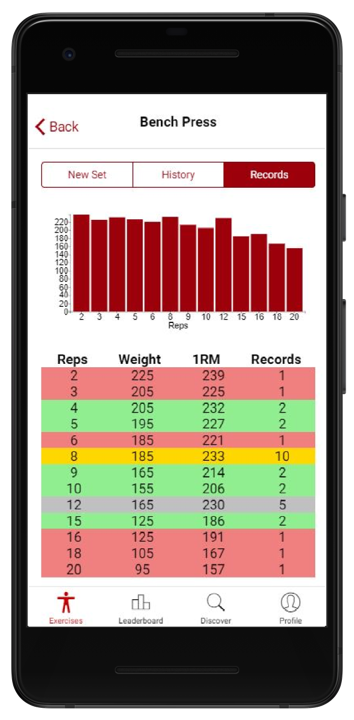 Back
Bench Press
New Set
History
Records
220
200
180
160
140
120
100
80
60
40
20
0
2 3 4 5 6 8 9 10 12 15 16 18 20
Reps
Reps Weight 1RM Records
2 225 239 1
3 205 225 1
4 205 232 2
5 195 227 2
6 185 221 1
8 185 233 10
9 165 214 2
10 155 206 2
12 165 230 5
15 125 186 2
16 125 191 1
18 105 167 1
20 95 157 1
Exercises
Leaderboard
Discover
Profile